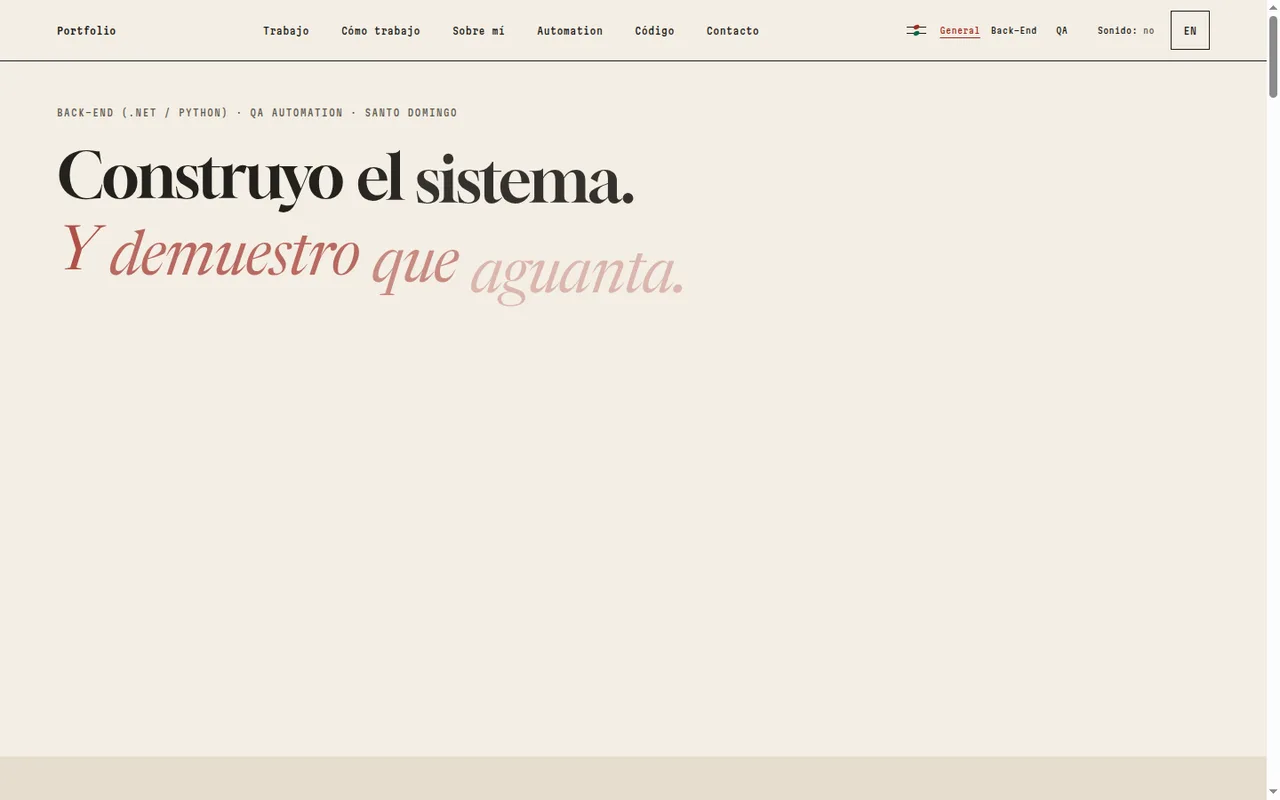 Portfolio
Trabajo Cómo trabajo Sobre mí Automation Código Contacto
General Back-End QA Sonido: no EN
BACK-END (.NET / PYTHON) · QA AUTOMATION · SANTO DOMINGO
Construyo el sistema.
Y demuestro que aguanta.